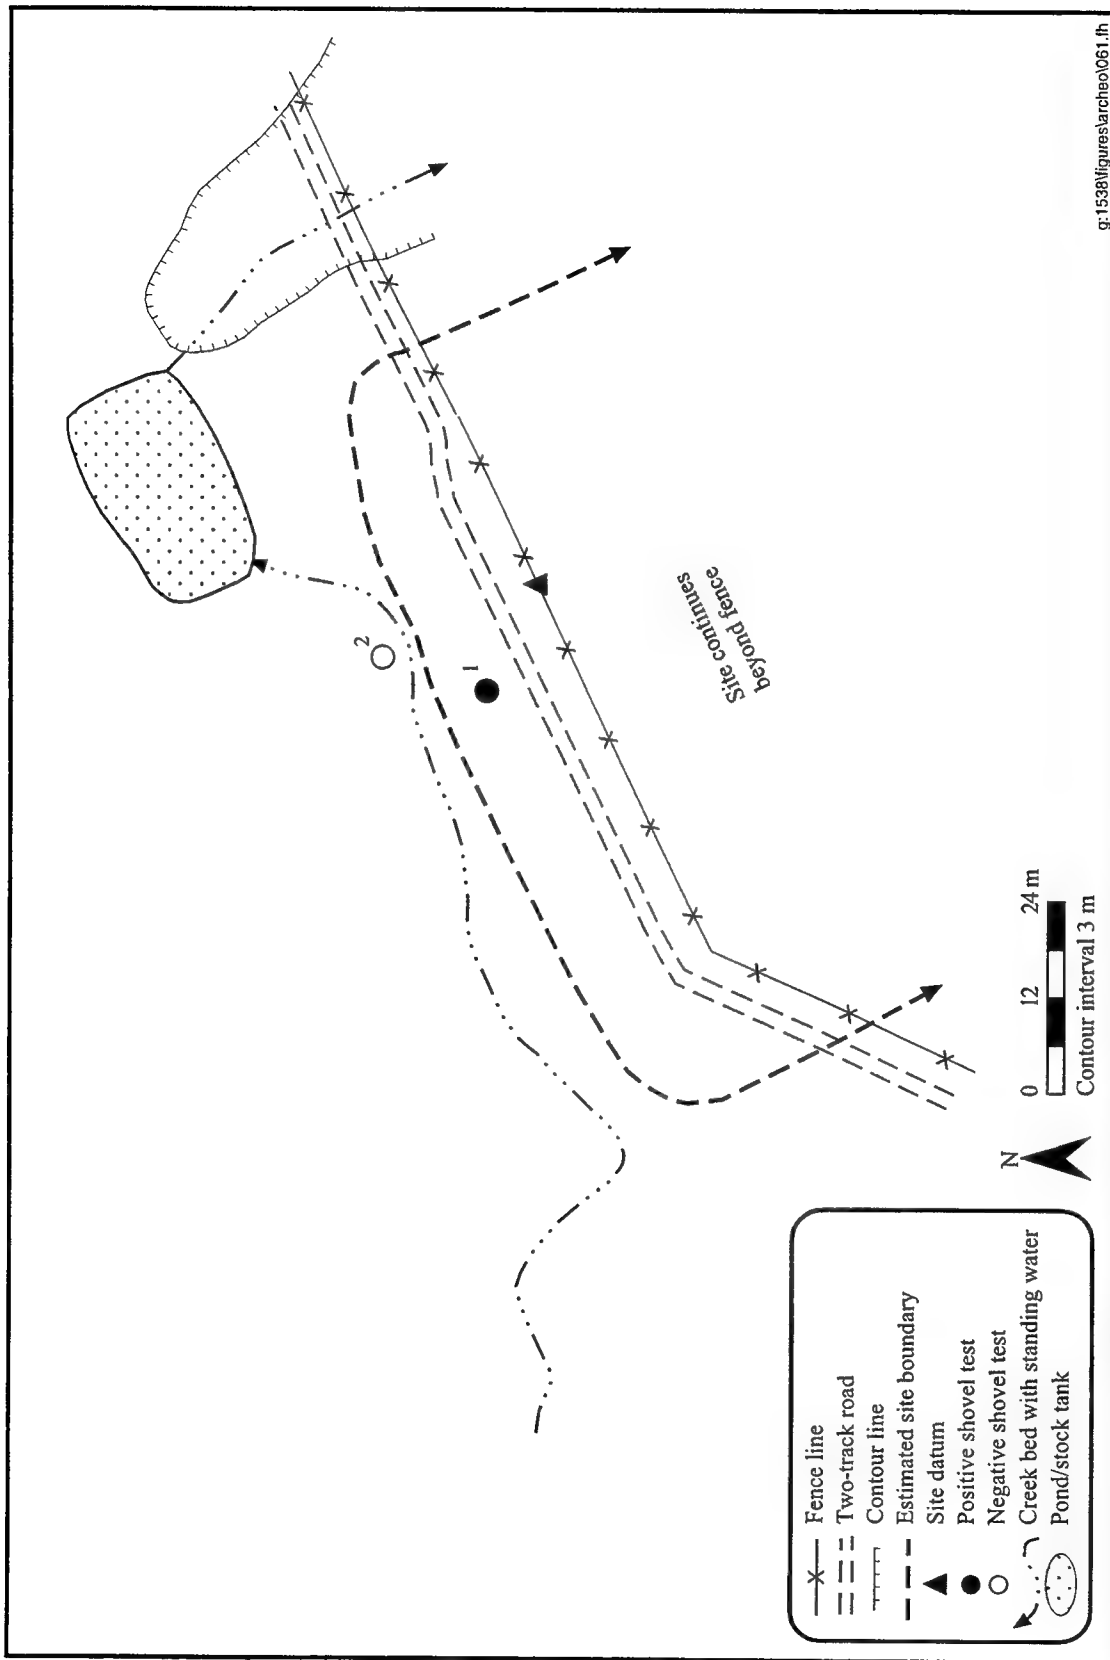 2
1
Site continues
beyond fence
Fence line
Two-track road
Contour line
Estimated site boundary
Site datum
Positive shovel test
Negative shovel test
Creek bed with standing water
Pond/stock tank
N
0 12 24 m
Contour interval 3 m
g:1538\figures\archeo\061.fh